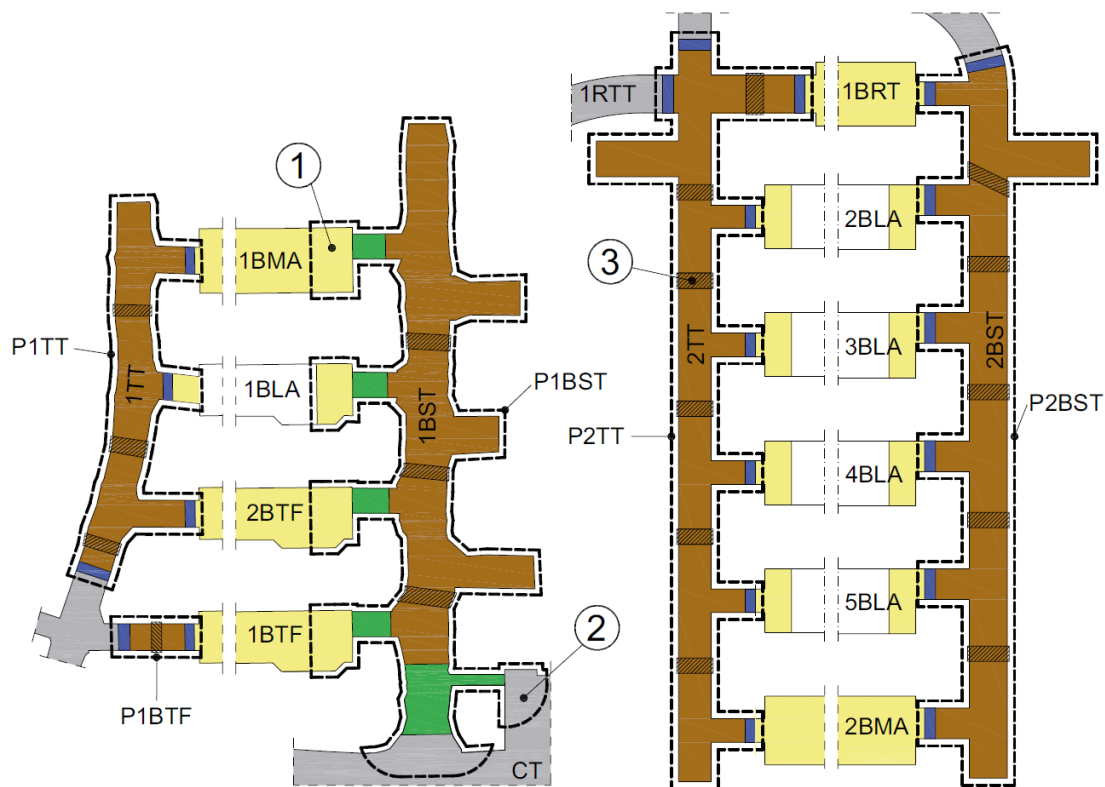 1
1BMA
P1TT
1TT
1BLA
1BST
P1BST
2BTF
1BTF
2
P1BTF
CT
1RTT
1BRT
2BLA
3
2TT
3BLA
2BST
P2TT
P2BST
4BLA
5BLA
2BMA